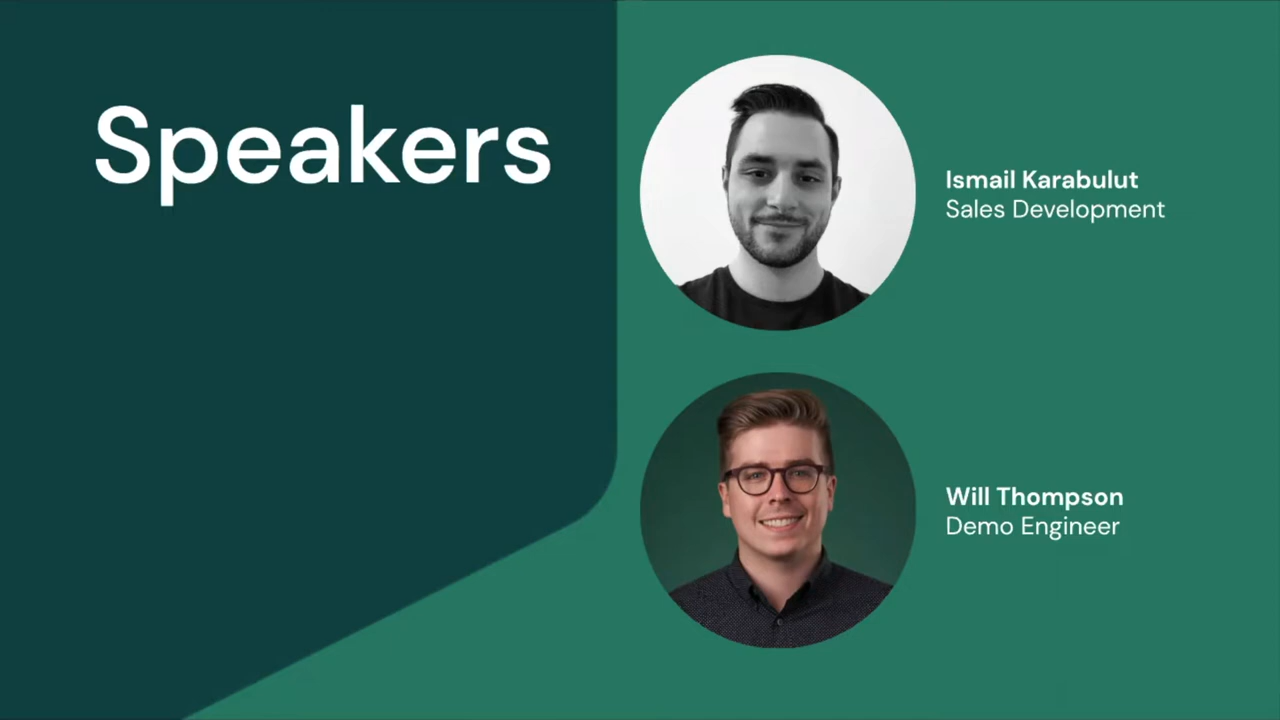 Speakers
Ismail Karabulut
Sales Development
Will Thompson
Demo Engineer